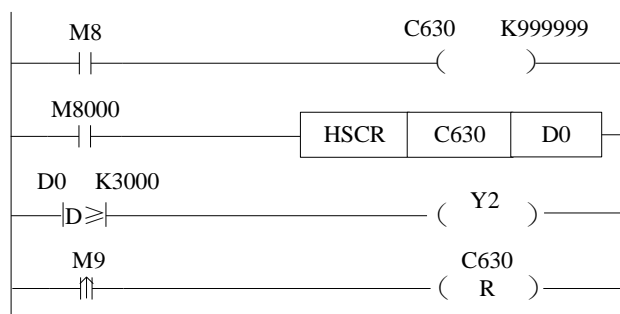 M8 C630 K999999
M8000
HSCR C630 D0
D0 K3000
D≥ Y2
M9 C630
R